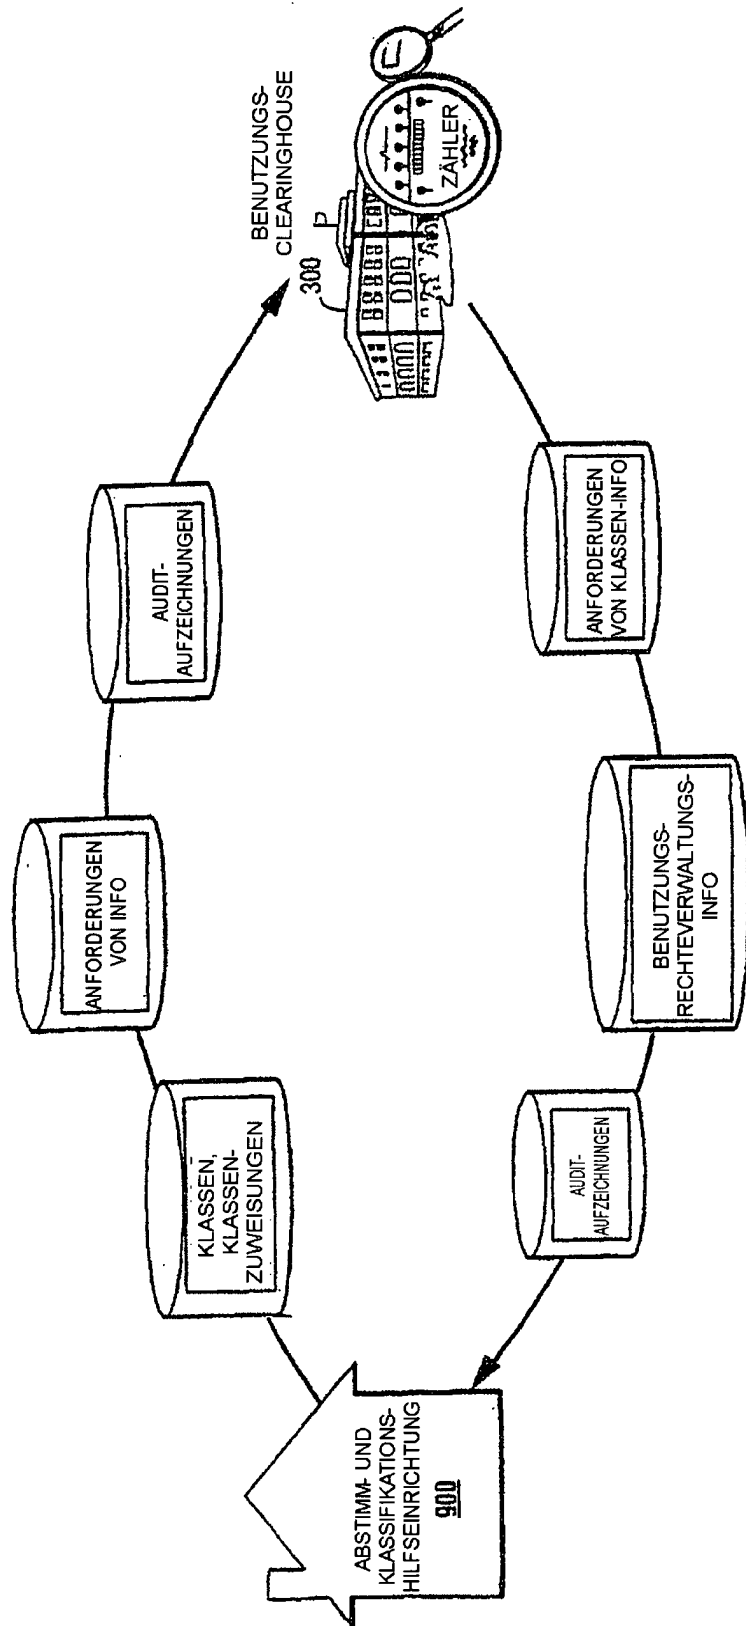 BENUTZUNGS-
CLEARINGHOUSE
300
ZÄHLER
AUDIT-
AUFZEICHNUNGEN
ANFORDERUNGEN
VON INFO
KLASSEN,
KLASSEN-
ZUWEISUNGEN
ABSTIMM- UND
KLASSIFIKATIONS-
HILFSEINRICHTUNG
900
AUDIT-
AUFZEICHNUNGEN
BENUTZUNGS-
RECHTEVERWALTUNGS-
INFO
ANFORDERUNGEN
VON KLASSEN-INFO